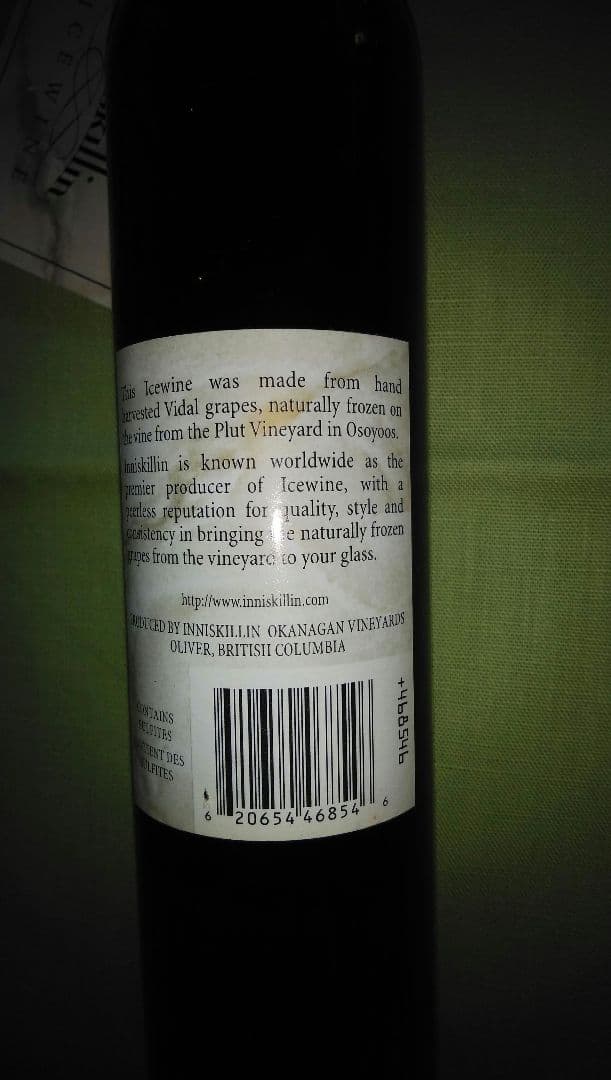 ICE WINE
killin
This Icewine was made from hand
harvested Vidal grapes, naturally frozen on
the vine from the Plut Vineyard in Osoyoos.
Inniskillin is known worldwide as the
premier producer of Icewine, with a
peerless reputation for quality, style and
consistency in bringing the naturally frozen
grapes from the vineyard to your glass.
http://www.inniskillin.com
PRODUCED BY INNISKILLIN OKANAGAN VINEYARDS
OLIVER, BRITISH COLUMBIA
CONTAINS
SULFITES
CONTIENT DES
SULFITES
+468546
6 20654 46854 6